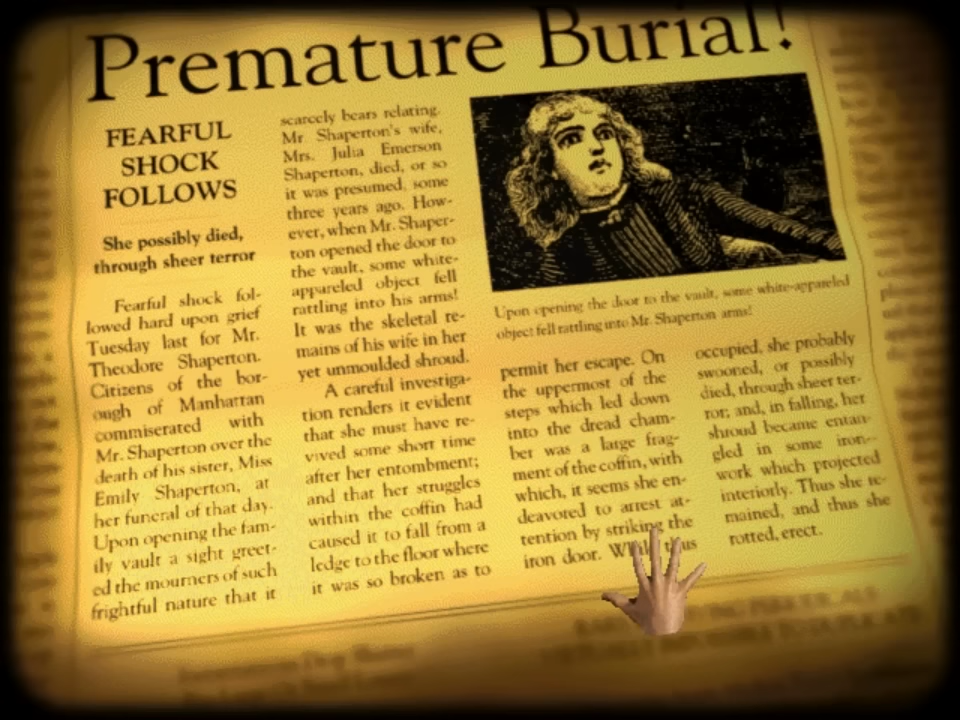 Premature Burial!
FEARFUL
SHOCK
FOLLOWS
She possibly died,
through sheer terror
Fearful shock fol-
lowed hard upon grief
Tuesday last for Mr.
Theodore Shaperton.
Citizens of the bor-
ough of Manhattan
commiserated with
Mr. Shaperton over the
death of his sister, Miss
Emily Shaperton, at
her funeral of that day.
Upon opening the fam-
ily vault a sight greet-
ed the mourners of such
frightful nature that it
scarcely bears relating.
Mr. Shaperton's wife,
Mrs. Julia Emerson
Shaperton, died, or so
it was presumed, some
three years ago. How-
ever, when Mr. Shaper-
ton opened the door to
the vault, some white-
appareled object fell
rattling into his arms!
It was the skeletal re-
mains of his wife in her
yet unmoulded shroud.
A careful investiga-
tion renders it evident
that she must have re-
vived some short time
after her entombment;
and that her struggles
within the coffin had
caused it to fall from a
ledge to the floor where
it was so broken as to
Upon opening the door to the vault, some white-appareled
object fell rattling into Mr. Shaperton arms!
permit her escape. On
the uppermost of the
steps which led down
into the dread cham-
ber was a large frag-
ment of the coffin, with
which, it seems she en-
deavored to arrest at-
tention by striking the
iron door. While thus
occupied, she probably
swooned, or possibly
died, through sheer ter-
ror; and, in falling, her
shroud became entan-
gled in some iron-
work which projected
interiorly. Thus she re-
mained, and thus she
rotted, erect.